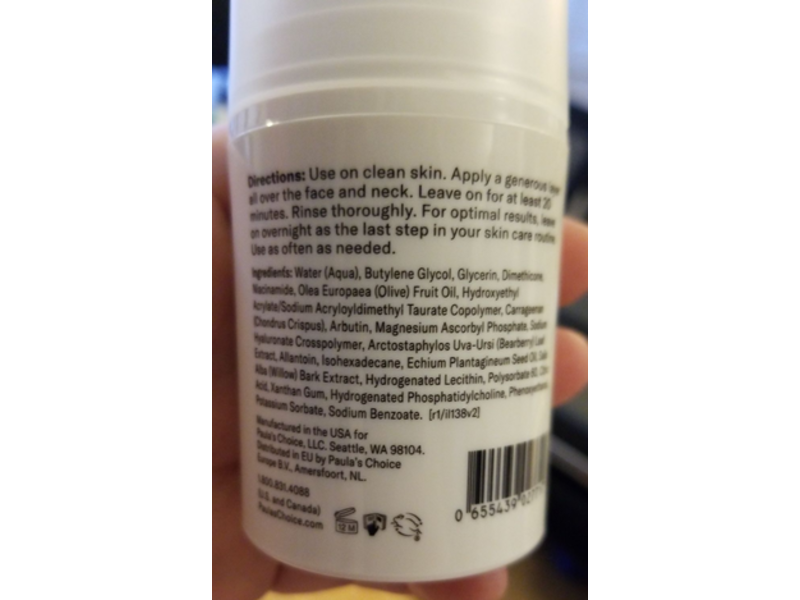 Directions: Use on clean skin. Apply a generous layer
all over the face and neck. Leave on for at least 20
minutes. Rinse thoroughly. For optimal results, leave
on overnight as the last step in your skin care routine.
Use as often as needed.
Ingredients: Water (Aqua), Butylene Glycol, Glycerin, Dimethicone,
Niacinamide, Olea Europaea (Olive) Fruit Oil, Hydroxyethyl
Acrylate/Sodium Acryloyldimethyl Taurate Copolymer, Carrageenan
(Chondrus Crispus), Arbutin, Magnesium Ascorbyl Phosphate, Sodium
Hyaluronate Crosspolymer, Arctostaphylos Uva-Ursi (Bearberry) Leaf
Extract, Allantoin, Isohexadecane, Echium Plantagineum Seed Oil, Salix
Alba (Willow) Bark Extract, Hydrogenated Lecithin, Polysorbate 60, Citric
Acid, Xanthan Gum, Hydrogenated Phosphatidylcholine, Phenoxyethanol,
Potassium Sorbate, Sodium Benzoate. [r1/il138v2]
Manufactured in the USA for
Paula's Choice, LLC. Seattle, WA 98104.
Distributed in EU by Paula's Choice
Europe B.V., Amersfoort, NL.
1.800.831.4088
(U.S. and Canada)
PaulasChoice.com
12 M
0 655439